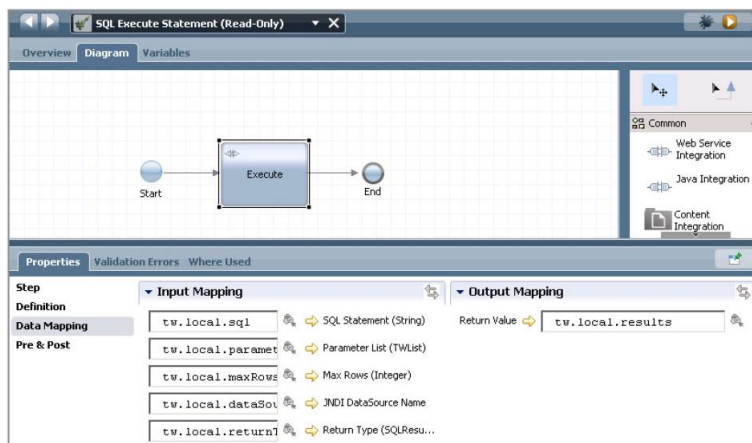 SQL Execute Statement (Read-Only)
Overview Diagram Variables
Start
Execute
End
Common
Web Service
Integration
Java Integration
Content
Integration
Properties Validation Errors Where Used
Step
Definition
Data Mapping
Pre & Post
Input Mapping
tw.local.sql SQL Statement (String)
tw.local.paramet Parameter List (TWList)
tw.local.maxRows Max Rows (Integer)
tw.local.dataSou JNDI DataSource Name
tw.local.returnT Return Type (SQLResu...
Output Mapping
Return Value tw.local.results